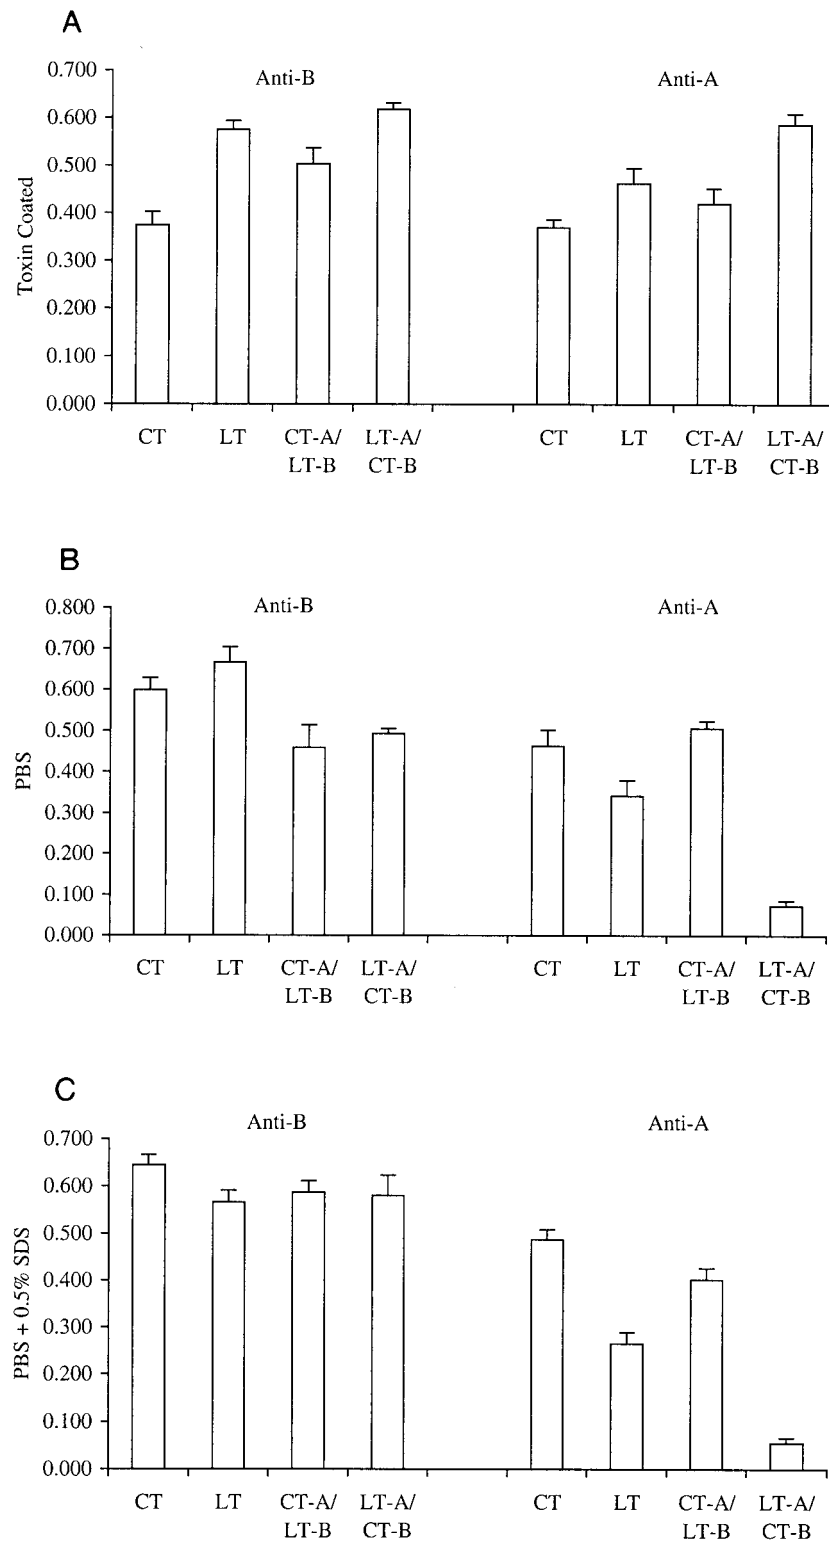 A
Anti-B
Anti-A
Toxin Coated
0.700
0.600
0.500
0.400
0.300
0.200
0.100
0.000
CT LT CT-A/ LT-A/ CT LT CT-A/ LT-A/
LT-B CT-B LT-B CT-B
B
Anti-B
Anti-A
PBS
0.800
0.700
0.600
0.500
0.400
0.300
0.200
0.100
0.000
CT LT CT-A/ LT-A/ CT LT CT-A/ LT-A/
LT-B CT-B LT-B CT-B
C
Anti-B
Anti-A
PBS + 0.5% SDS
0.700
0.600
0.500
0.400
0.300
0.200
0.100
0.000
CT LT CT-A/ LT-A/ CT LT CT-A/ LT-A/
LT-B CT-B LT-B CT-B